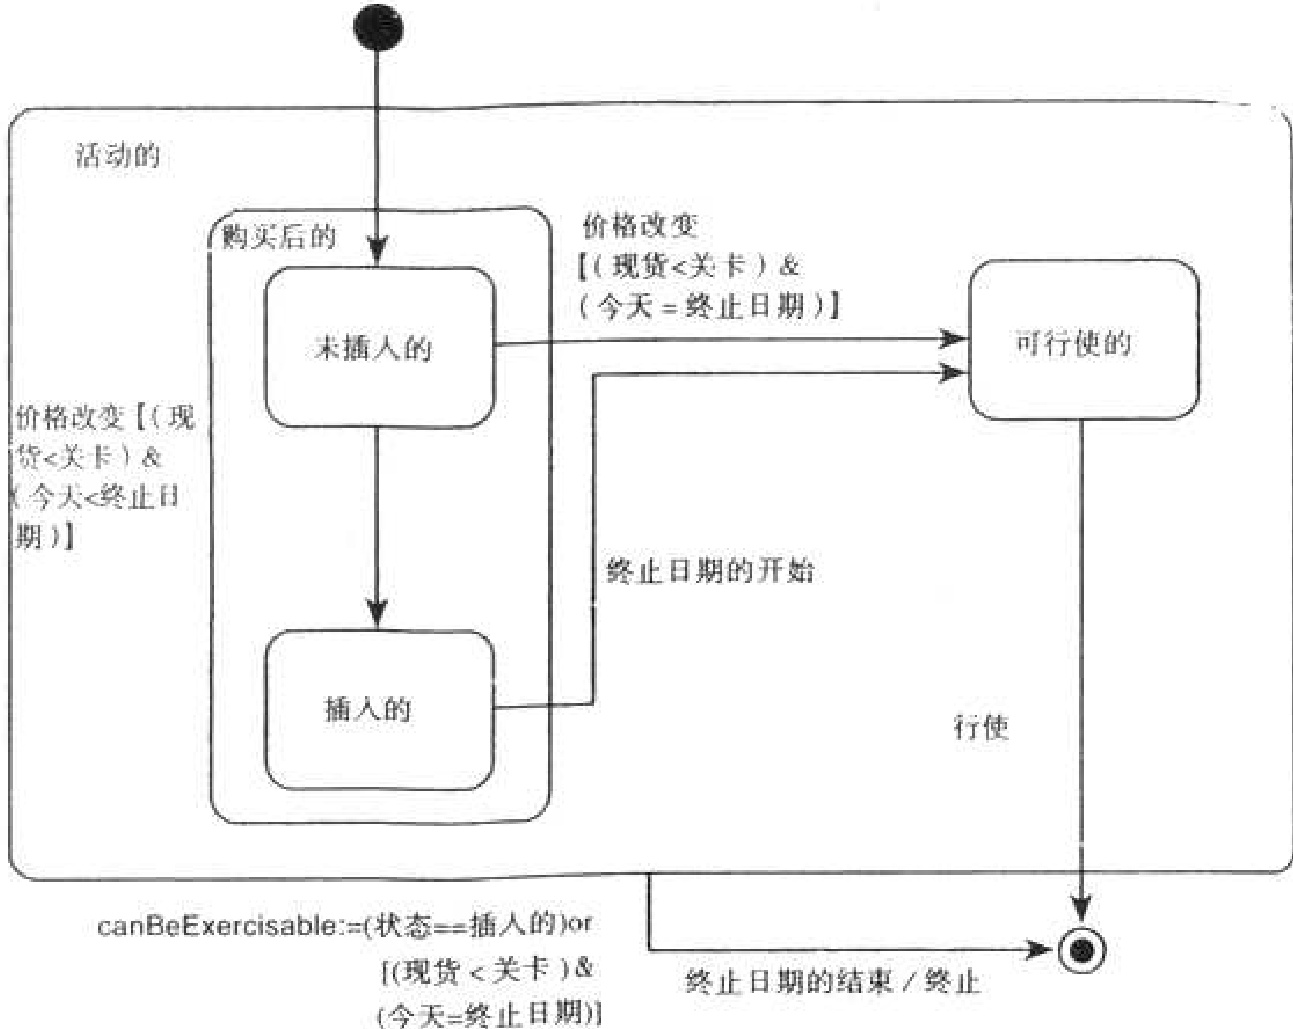 活动的
购买后的
价格改变
[(现货<关卡)&
(今天=终止日期)]
未插入的
可行使的
价格改变[(现
货<关卡)&
(今天<终止日
期)]
终止日期的开始
插入的
行使
canBeExercisable:=(状态==插入的)or
[(现货<关卡)&
(今天=终止日期)]
终止日期的结束/终止